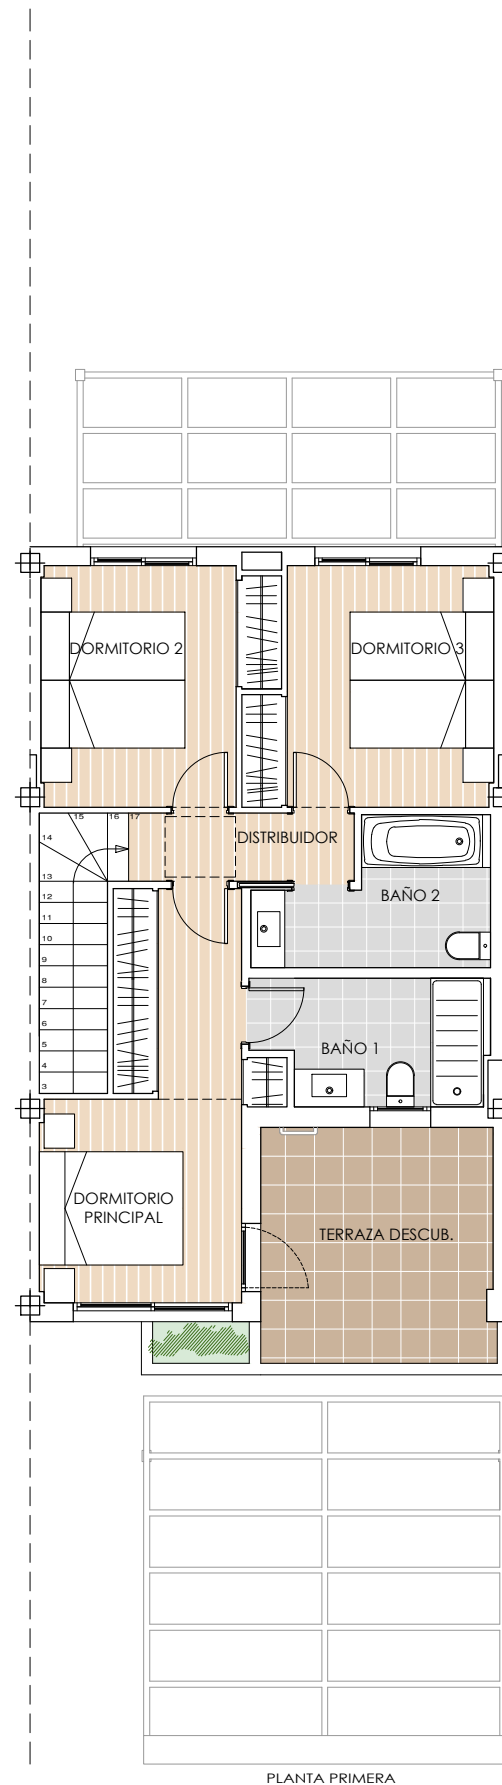 DORMITORIO 2
DORMITORIO 3
15
16
17
14
DISTRIBUIDOR
13
12
BAÑO 2
11
10
9
8
7
6
5
BAÑO 1
4
3
DORMITORIO
PRINCIPAL
TERRAZA DESCUB.
PLANTA PRIMERA